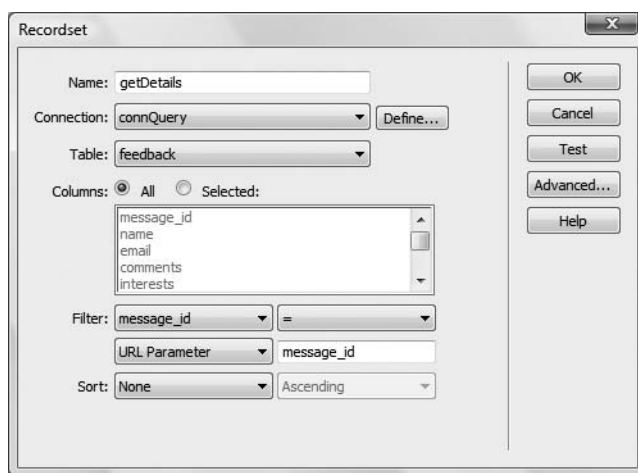 Recordset
X
Name: getDetails
Connection: connQuery Define...
Table: feedback
Columns: All Selected:
message_id
name
email
comments
interests
Filter: message_id =
URL Parameter message_id
Sort: None Ascending
OK
Cancel
Test
Advanced...
Help